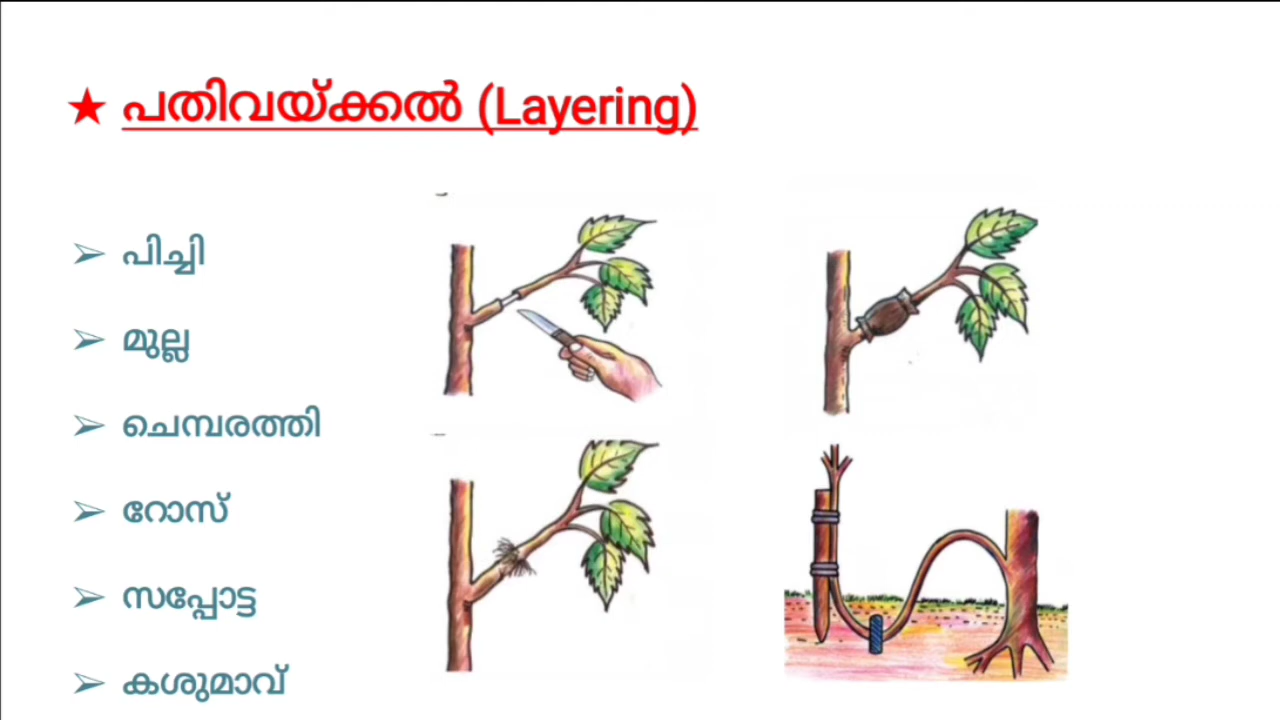 ★ പതിവയ്ക്കൽ (Layering)
➢ പിച്ചി
➢ മുല്ല
➢ ചെമ്പരത്തി
➢ റോസ്
➢ സപ്പോട്ട
➢ കശുമാവ്